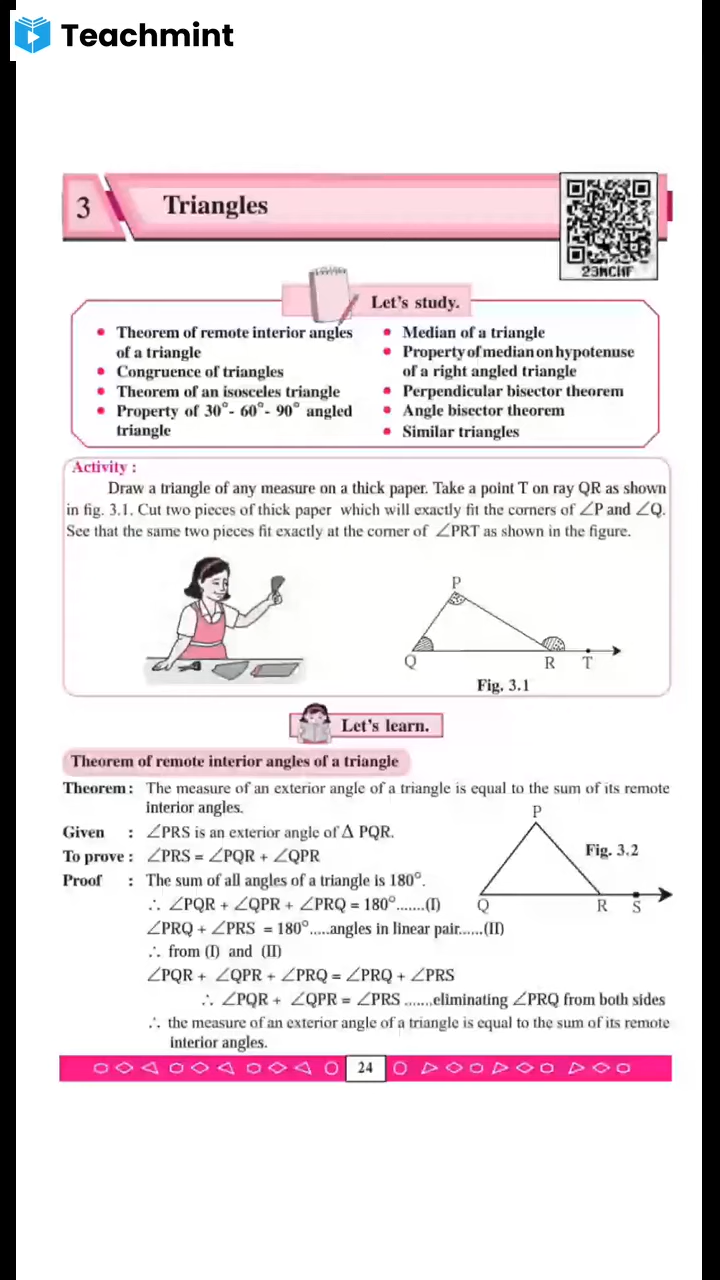 Teachmint
3 Triangles
23MCHF
Let's study.
• Theorem of remote interior angles
of a triangle
• Congruence of triangles
• Theorem of an isosceles triangle
• Property of 30°- 60°- 90° angled
triangle
• Median of a triangle
• Property of median on hypotenuse
of a right angled triangle
• Perpendicular bisector theorem
• Angle bisector theorem
• Similar triangles
Activity :
Draw a triangle of any measure on a thick paper. Take a point T on ray QR as shown
in fig. 3.1. Cut two pieces of thick paper which will exactly fit the corners of ∠P and ∠Q.
See that the same two pieces fit exactly at the corner of ∠PRT as shown in the figure.
P
Q R T
Fig. 3.1
Let's learn.
Theorem of remote interior angles of a triangle
Theorem : The measure of an exterior angle of a triangle is equal to the sum of its remote
interior angles.
Given : ∠PRS is an exterior angle of Δ PQR.
To prove : ∠PRS = ∠PQR + ∠QPR
Proof : The sum of all angles of a triangle is 180°.
∴ ∠PQR + ∠QPR + ∠PRQ = 180°.......(I)
∠PRQ + ∠PRS = 180°.....angles in linear pair......(II)
∴ from (I) and (II)
∠PQR + ∠QPR + ∠PRQ = ∠PRQ + ∠PRS
∴ ∠PQR + ∠QPR = ∠PRS .......eliminating ∠PRQ from both sides
∴ the measure of an exterior angle of a triangle is equal to the sum of its remote
interior angles.
P
Fig. 3.2
Q R S
24